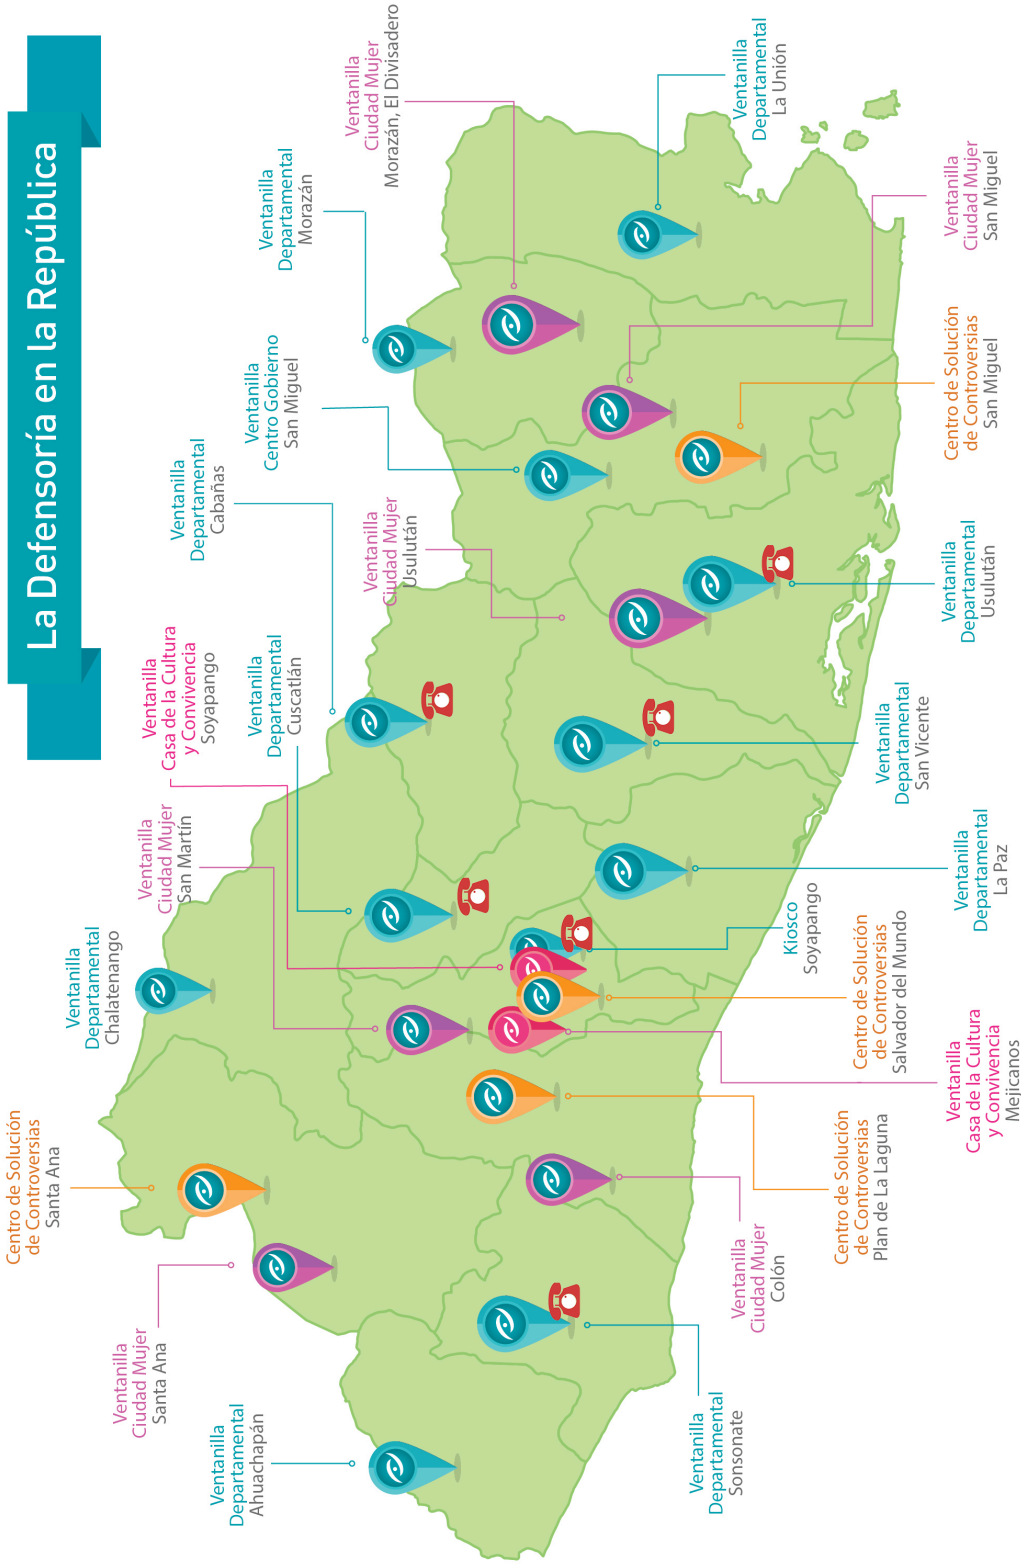 La Defensoría en la República
Centro de Solución
de Controversias
Santa Ana
Ventanilla
Ciudad Mujer
Santa Ana
Ventanilla
Departamental
Ahuachapán
Ventanilla
Departamental
Chalatenango
Ventanilla
Ciudad Mujer
San Martín
Ventanilla
Casa de la Cultura
y Convivencia
Soyapango
Ventanilla
Departamental
Cuscatlán
Ventanilla
Departamental
Cabañas
Ventanilla
Ciudad Mujer
Usulután
Ventanilla
Centro Gobierno
San Miguel
Ventanilla
Departamental
Morazán
Ventanilla
Ciudad Mujer
Morazán, El Divisadero
Ventanilla
Departamental
La Unión
Ventanilla
Departamental
Sonsonate
Ventanilla
Ciudad Mujer
Colón
Centro de Solución
de Controversias
Plan de La Laguna
Ventanilla
Casa de la Cultura
y Convivencia
Mejicanos
Centro de Solución
de Controversias
Salvador del Mundo
Kiosco
Soyapango
Ventanilla
Departamental
La Paz
Ventanilla
Departamental
San Vicente
Ventanilla
Departamental
Usulután
Centro de Solución
de Controversias
San Miguel
Ventanilla
Ciudad Mujer
San Miguel